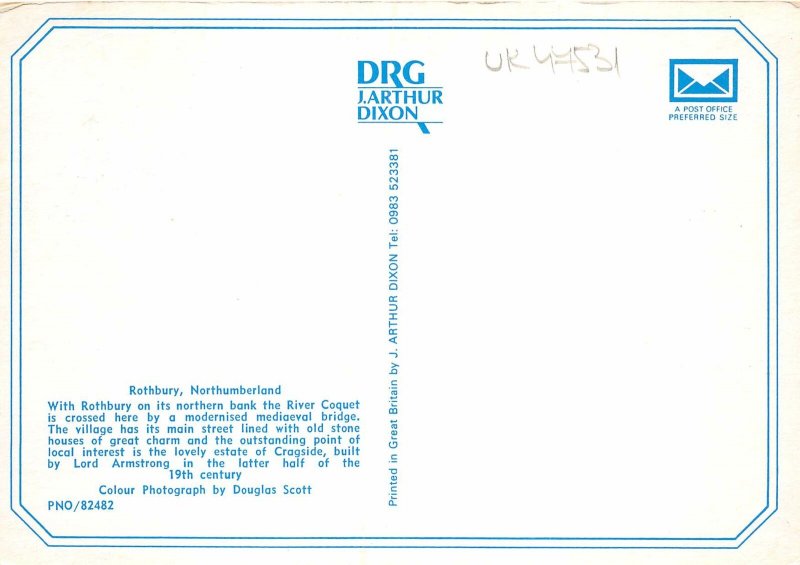 DRG
J.ARTHUR
DIXON
UK 47531
A POST OFFICE
PREFERRED SIZE
Printed in Great Britain by J. ARTHUR DIXON Tel: 0983 523381
Rothbury, Northumberland
With Rothbury on its northern bank the River Coquet
is crossed here by a modernised mediaeval bridge.
The village has its main street lined with old stone
houses of great charm and the outstanding point of
local interest is the lovely estate of Cragside, built
by Lord Armstrong in the latter half of the
19th century
Colour Photograph by Douglas Scott
PNO/82482